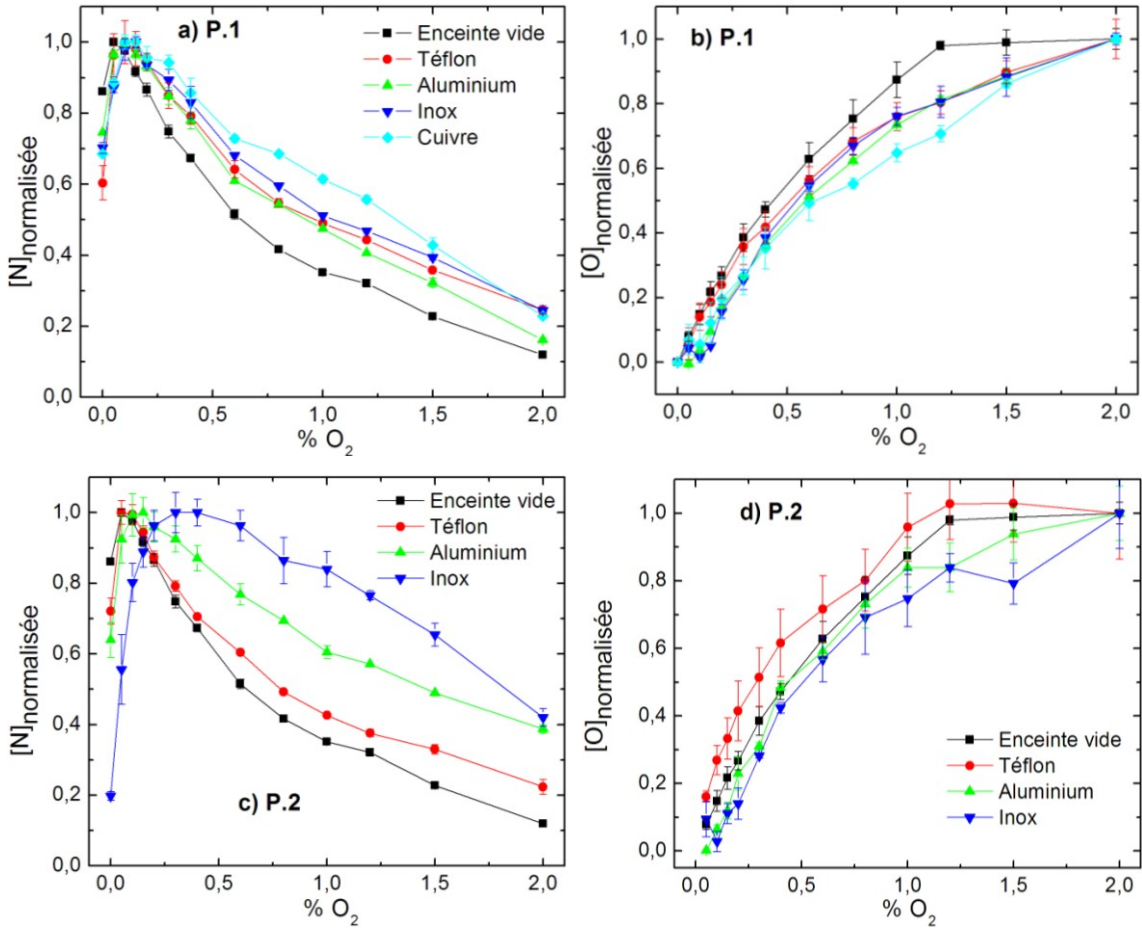 a) P.1
Enceinte vide
Téflon
Aluminium
Inox
Cuivre
[N]normalisée
1,0
0,8
0,6
0,4
0,2
0,0
0,0 0,5 1,0 1,5 2,0
% O2
b) P.1
[O]normalisée
1,0
0,8
0,6
0,4
0,2
0,0
0,0 0,5 1,0 1,5 2,0
% O2
c) P.2
Enceinte vide
Téflon
Aluminium
Inox
[N]normalisée
1,0
0,8
0,6
0,4
0,2
0,0
0,0 0,5 1,0 1,5 2,0
% O2
d) P.2
Enceinte vide
Téflon
Aluminium
Inox
[O]normalisée
1,0
0,8
0,6
0,4
0,2
0,0
0,0 0,5 1,0 1,5 2,0
% O2